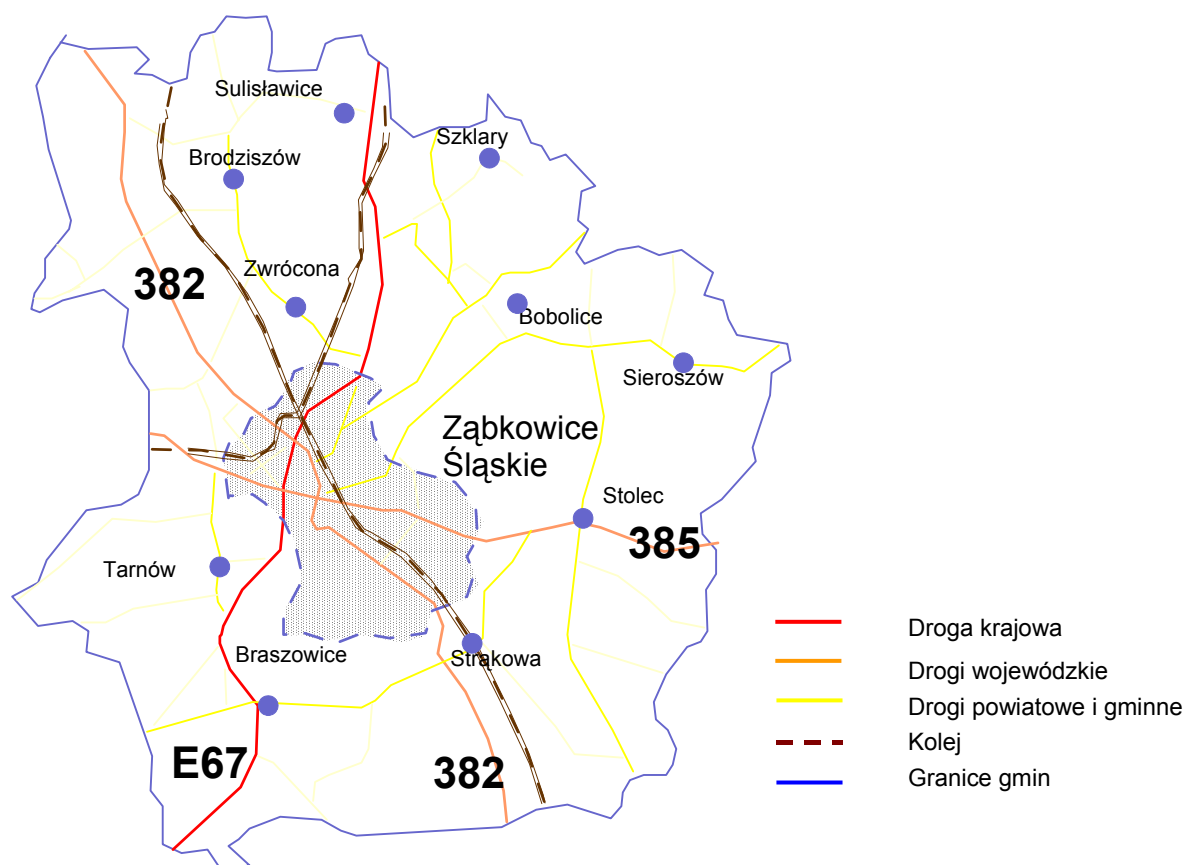 Sulisławice
Szklary
Brodziszów
Zwrócona
382
Bobolice
Sieroszów
Ząbkowice
Śląskie
Stolec
385
Tarnów
Braszowice
Strąkowa
E67
382
Droga krajowa
Drogi wojewódzkie
Drogi powiatowe i gminne
Kolej
Granice gmin